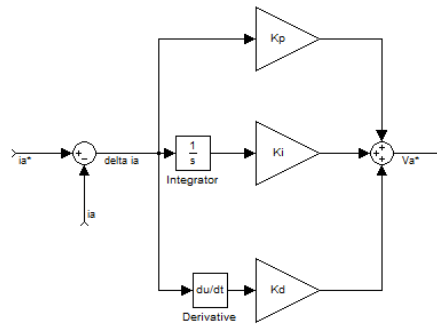 Kp
+
−
ia*
delta ia
1
s
Integrator
Ki
+
+
+
Va*
ia
du/dt
Derivative
Kd